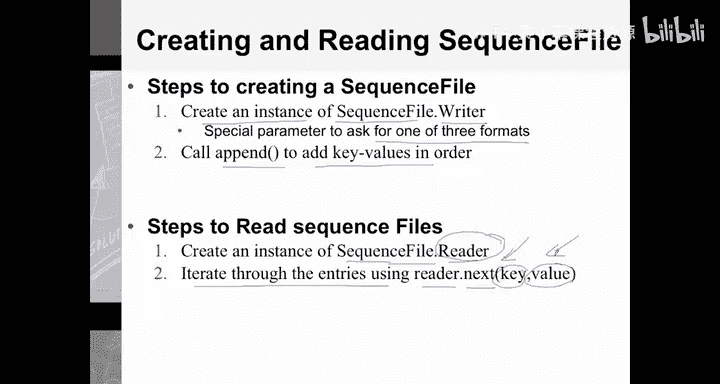 Creating and Reading SequenceFile
bilibili
• Steps to creating a SequenceFile
1. Create an instance of SequenceFile.Writer
• Special parameter to ask for one of three formats
2. Call append() to add key-values in order
• Steps to Read sequence Files
1. Create an instance of SequenceFile.Reader
2. Iterate through the entries using reader.next(key,value)